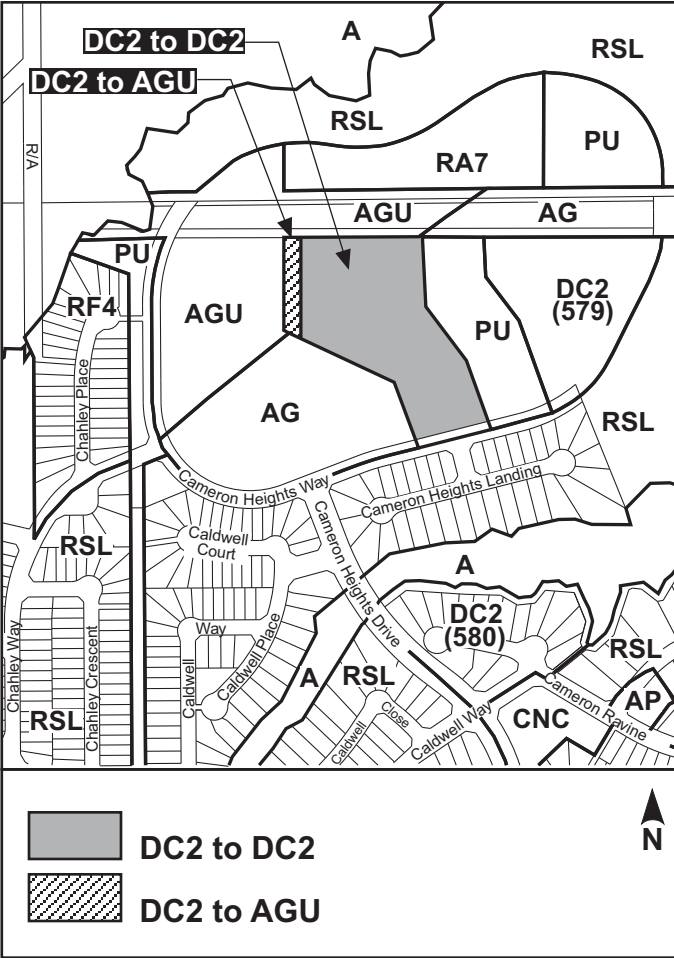 A
DC2 to DC2
RSL
DC2 to AGU
RSL
PU
R/A
RA7
AGU
AG
PU
RF4
AGU
DC2
(579)
PU
Chahley Place
AG
RSL
Cameron Heights Way
Cameron Heights Landing
Caldwell
Court
RSL
Cameron Heights Drive
A
DC2
(580)
Chahley Way
Chahley Crescent
Way
Caldwell
Caldwell Place
RSL
A
RSL
Cameron Ravine
AP
RSL
Close
Caldwell
Caldwell Way
CNC
DC2 to DC2
N
DC2 to AGU